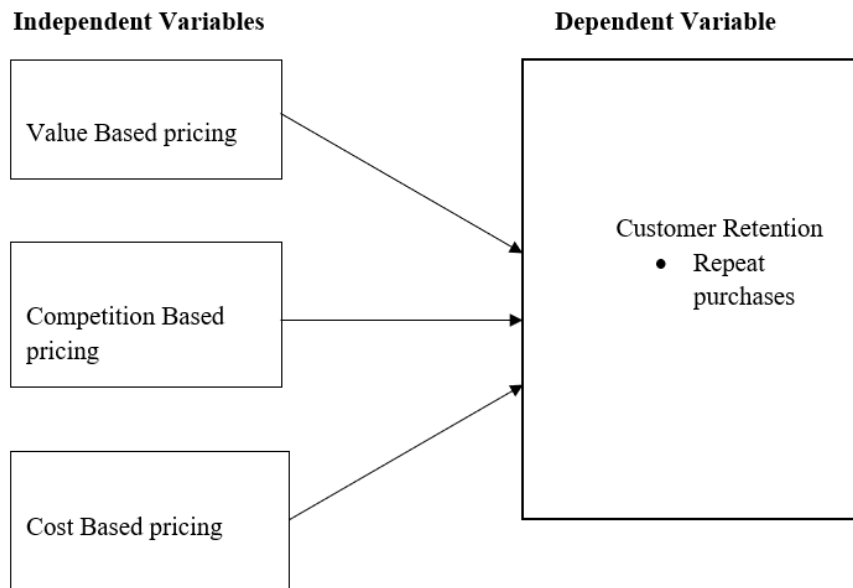 Independent Variables
Dependent Variable
Value Based pricing
Competition Based
pricing
Cost Based pricing
Customer Retention
• Repeat
purchases